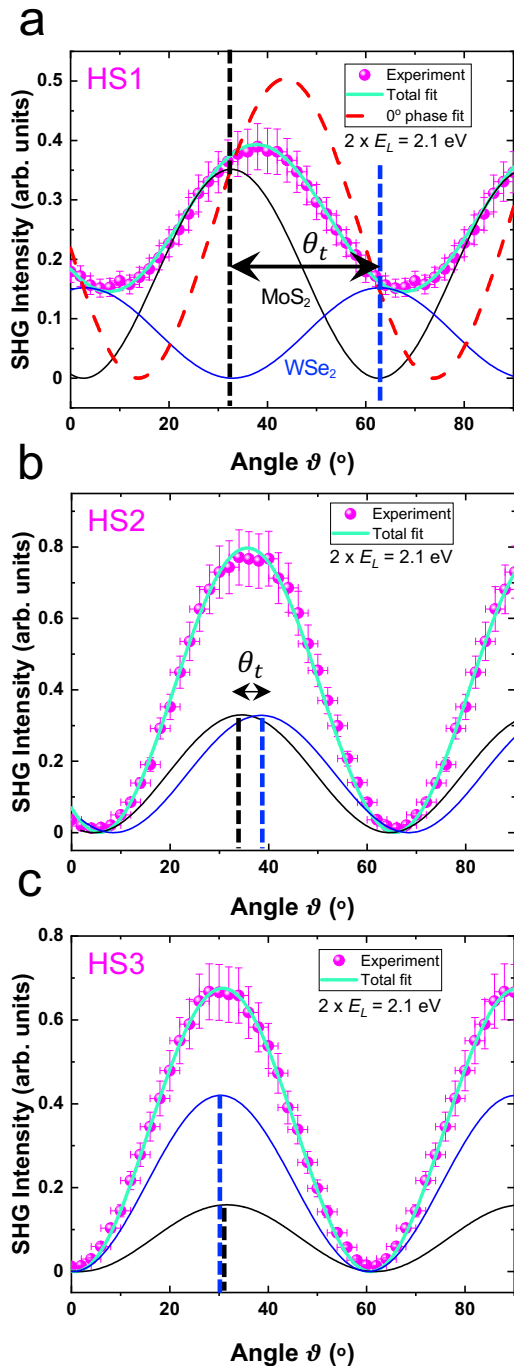 a
HS1
Experiment
Total fit
0º phase fit
2 x E_L = 2.1 eV
θ_t
MoS₂
WSe₂
SHG Intensity (arb. units)
0.5
0.4
0.3
0.2
0.1
0
0 20 40 60 80
Angle ϑ (º)
b
HS2
Experiment
Total fit
2 x E_L = 2.1 eV
θ_t
SHG Intensity (arb. units)
0.8
0.6
0.4
0.2
0
0 20 40 60 80
Angle ϑ (º)
c
HS3
Experiment
Total fit
2 x E_L = 2.1 eV
SHG Intensity (arb. units)
0.8
0.6
0.4
0.2
0
0 20 40 60 80
Angle ϑ (º)